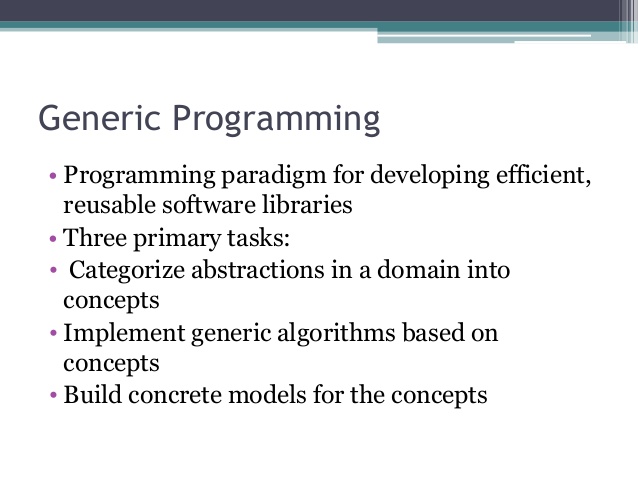 Generic Programming
• Programming paradigm for developing efficient,
reusable software libraries
• Three primary tasks:
• Categorize abstractions in a domain into
concepts
• Implement generic algorithms based on
concepts
• Build concrete models for the concepts